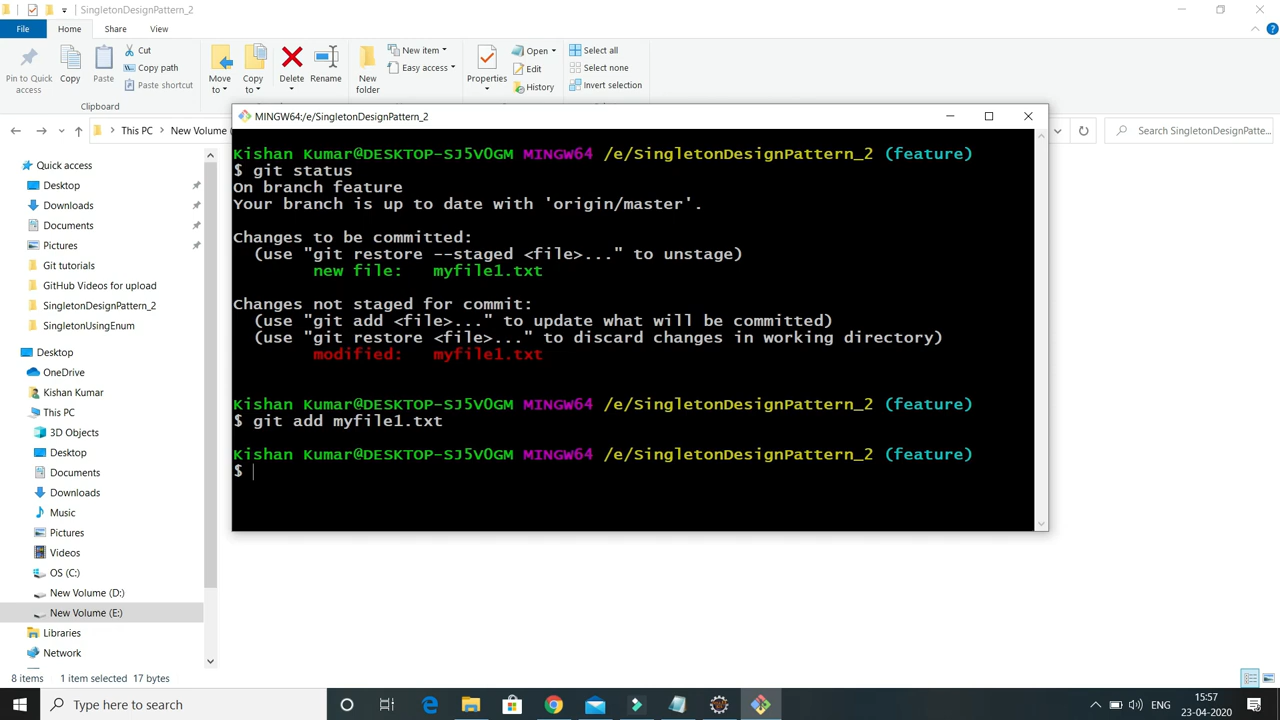 SingletonDesignPattern_2
File Home Share View
Pin to Quick access
Copy
Paste
Cut
Copy path
Paste shortcut
Clipboard
Move to
Copy to
Delete
Rename
New folder
New item
Easy access
Properties
Open
Edit
History
Select all
Select none
Invert selection
This PC New Volume (
Search SingletonDesignPatte...
Quick access
Desktop
Downloads
Documents
Pictures
Git tutorials
GitHub Videos for upload
SingletonDesignPattern_2
SingletonUsingEnum
Desktop
OneDrive
Kishan Kumar
This PC
3D Objects
Desktop
Documents
Downloads
Music
Pictures
Videos
OS (C:)
New Volume (D:)
New Volume (E:)
Libraries
Network
MINGW64:/e/SingletonDesignPattern_2
Kishan Kumar@DESKTOP-SJ5V0GM MINGW64 /e/SingletonDesignPattern_2 (feature)
$ git status
On branch feature
Your branch is up to date with 'origin/master'.
Changes to be committed:
(use "git restore --staged <file>..." to unstage)
new file: myfile1.txt
Changes not staged for commit:
(use "git add <file>..." to update what will be committed)
(use "git restore <file>..." to discard changes in working directory)
modified: myfile1.txt
Kishan Kumar@DESKTOP-SJ5V0GM MINGW64 /e/SingletonDesignPattern_2 (feature)
$ git add myfile1.txt
Kishan Kumar@DESKTOP-SJ5V0GM MINGW64 /e/SingletonDesignPattern_2 (feature)
$
8 items 1 item selected 17 bytes
Type here to search
ENG
15:57
23-04-2020